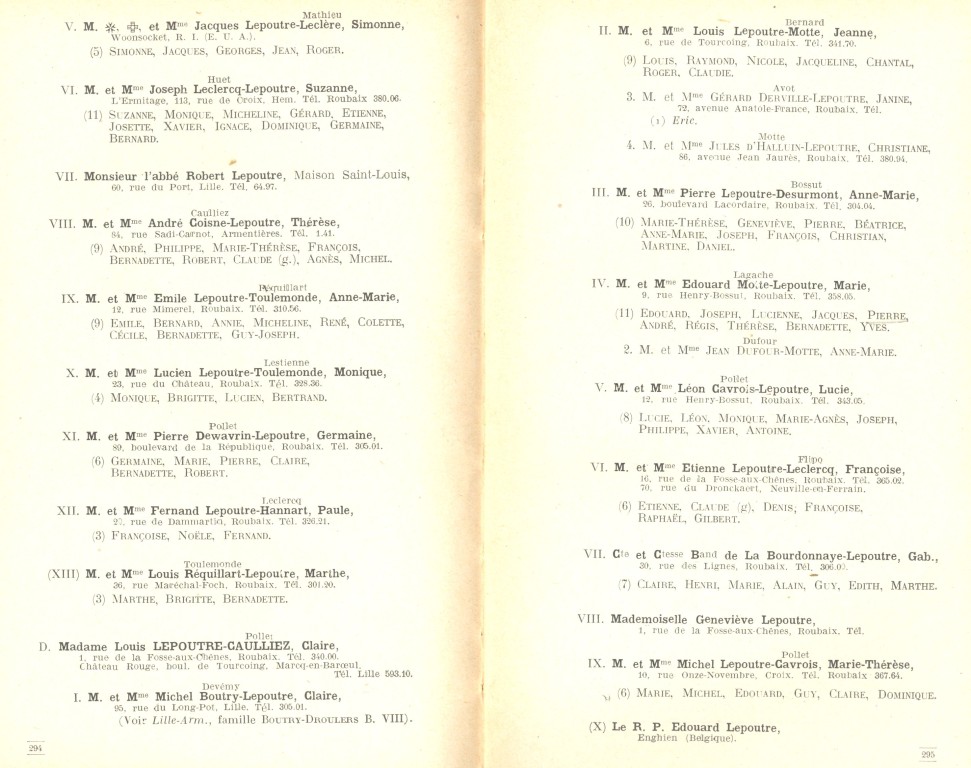 Mathieu
V. M. ※, ✠, et Mme Jacques Lepoutre-Leclère, Simonne,
Woonsocket, R. I. (E. U. A.).
(5) SIMONNE, JACQUES, GEORGES, JEAN, ROGER.
Huet
VI. M. et Mme Joseph Leclercq-Lepoutre, Suzanne,
L'Ermitage, 113, rue de Croix, Hem. Tél. Roubaix 380.06.
(11) SUZANNE, MONIQUE, MICHELINE, GÉRARD, ETIENNE,
JOSETTE, XAVIER, IGNACE, DOMINIQUE, GERMAINE,
BERNARD.
VII. Monsieur l'abbé Robert Lepoutre, Maison Saint-Louis,
60, rue du Port, Lille. Tél. 64.97.
Caulliez
VIII. M. et Mme André Coisne-Lepoutre, Thérèse,
84, rue Sadi-Carnot, Armentières. Tél. 1.41.
(9) ANDRÉ, PHILIPPE, MARIE-THÉRÈSE, FRANÇOIS,
BERNADETTE, ROBERT, CLAUDE (g.), AGNÈS, MICHEL.
Réquillart
IX. M. et Mme Emile Lepoutre-Toulemonde, Anne-Marie,
12, rue Mimerel, Roubaix. Tél. 310.56.
(9) EMILE, BERNARD, ANNIE, MICHELINE, RENÉ, COLETTE,
CÉCILE, BERNADETTE, GUY-JOSEPH.
Lestienne
X. M. et Mme Lucien Lepoutre-Toulemonde, Monique,
23, rue du Château, Roubaix. Tél. 328.36.
(4) MONIQUE, BRIGITTE, LUCIEN, BERTRAND.
Pollet
XI. M. et Mme Pierre Dewavrin-Lepoutre, Germaine,
89, boulevard de la République, Roubaix. Tél. 305.01.
(6) GERMAINE, MARIE, PIERRE, CLAIRE,
BERNADETTE, ROBERT.
Leclercq
XII. M. et Mme Fernand Lepoutre-Hannart, Paule,
rue de Dammartin, Roubaix. Tél. 326.21.
(3) FRANÇOISE, NOËLE, FERNAND.
Toulemonde
(XIII) M. et Mme Louis Réquillart-Lepoutre, Marthe,
36, rue Maréchal-Foch, Roubaix. Tél. 301.20.
(3) MARTHE, BRIGITTE, BERNADETTE.
Pollet
D. Madame Louis LEPOUTRE-CAULLIEZ, Claire,
1, rue de la Fosse-aux-Chênes, Roubaix. Tél. 340.00.
Château Rouge, boul. de Tourcoing, Marcq-en-Barœul,
Tél. Lille 593.10.
Devémy
I. M. et Mme Michel Boutry-Lepoutre, Claire,
95, rue du Long-Pot, Lille. Tél. 305.01.
(Voir Lille-Arm., famille BOUTRY-DROULERS B. VIII).
294
Bernard
II. M. et Mme Louis Lepoutre-Motte, Jeanne,
6, rue de Tourcoing, Roubaix. Tél. 341.70.
(9) LOUIS, RAYMOND, NICOLE, JACQUELINE, CHANTAL,
ROGER, CLAUDIE.
Avot
3. M. et Mme GÉRARD DERVILLE-LEPOUTRE, JANINE,
72, avenue Anatole-France, Roubaix. Tél.
(1) Eric.
Motte
4. M. et Mme JULES D'HALLUIN-LEPOUTRE, CHRISTIANE,
86, avenue Jean Jaurès, Roubaix. Tél. 380.94.
Bossut
III. M. et Mme Pierre Lepoutre-Desurmont, Anne-Marie,
26, boulevard Lacordaire, Roubaix. Tél. 304.04.
(10) MARIE-THÉRÈSE, GENEVIÈVE, PIERRE, BÉATRICE,
ANNE-MARIE, JOSEPH, FRANÇOIS, CHRISTIAN,
MARTINE, DANIEL.
Lagache
IV. M. et Mme Edouard Motte-Lepoutre, Marie,
9, rue Henry-Bossut, Roubaix. Tél. 358.05.
(11) EDOUARD, JOSEPH, LUCIENNE, JACQUES, PIERRE,
ANDRÉ, RÉGIS, THÉRÈSE, BERNADETTE, YVES.
Dufour
2. M. et Mme JEAN DUFOUR-MOTTE, ANNE-MARIE.
Pollet
V. M. et Mme Léon Cavrois-Lepoutre, Lucie,
12, rue Henry-Bossut, Roubaix. Tél. 343.05.
(8) LUCIE, LÉON, MONIQUE, MARIE-AGNÈS, JOSEPH,
PHILIPPE, XAVIER, ANTOINE.
Flipo
VI. M. et Mme Etienne Lepoutre-Leclercq, Françoise,
16, rue de la Fosse-aux-Chênes, Roubaix. Tél. 365.02.
70, rue du Dronckaert, Neuville-en-Ferrain.
(6) ETIENNE, CLAUDE (g), DENIS, FRANÇOISE,
RAPHAËL, GILBERT.
VII. Cte et Ctesse Band de La Bourdonnaye-Lepoutre, Gab.,
30, rue des Lignes, Roubaix. Tél.
(7) CLAIRE, HENRI, MARIE, ALAIN, GUY, EDITH, MARTHE.
VIII. Mademoiselle Geneviève Lepoutre,
1, rue de la Fosse-aux-Chênes, Roubaix. Tél.
Pollet
IX. M. et Mme Michel Lepoutre-Cavrois, Marie-Thérèse,
10, rue Onze-Novembre, Croix. Tél. Roubaix 367.64.
(6) MARIE, MICHEL, EDOUARD, GUY, CLAIRE, DOMINIQUE.
(X) Le R. P. Edouard Lepoutre,
Enghien (Belgique).
295